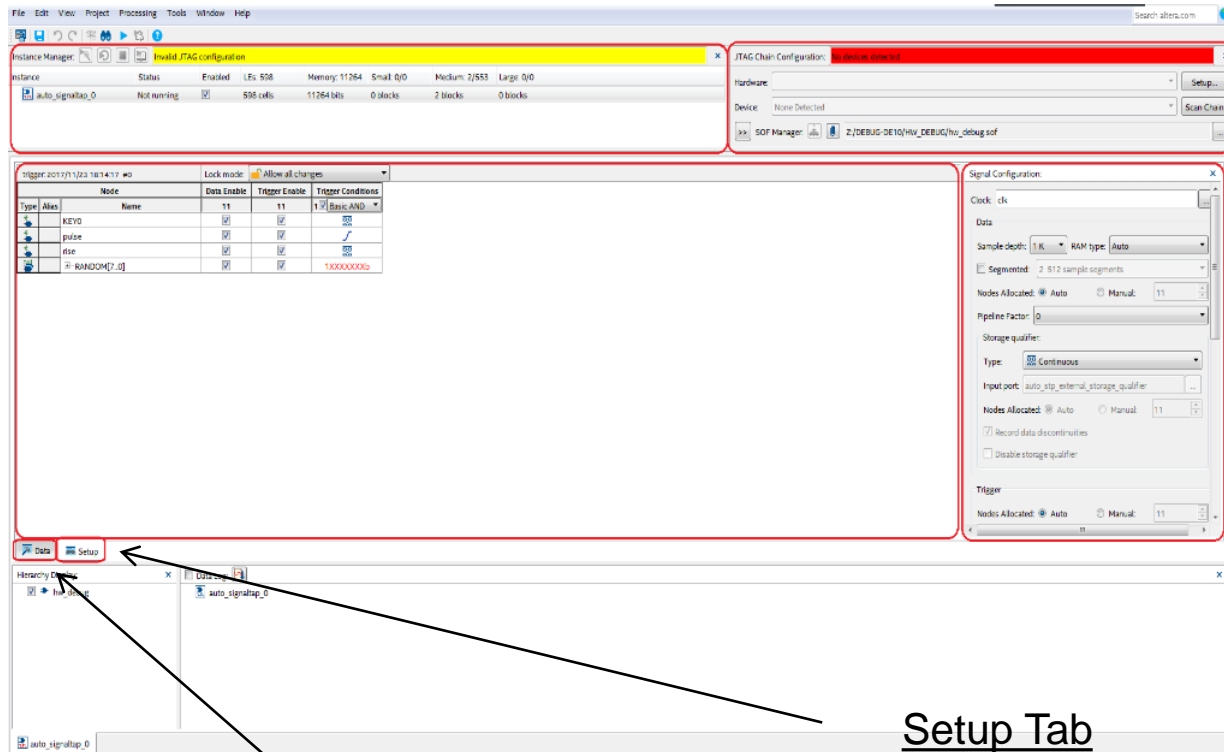 File Edit View Project Processing Tools Window Help
Search altera.com
Instance Manager: Invalid JTAG configuration
Instance Status Enabled LEs: 598 Memory: 11264 Small: 0/0 Medium: 2/553 Large: 0/0
auto_signaltap_0 Not running 598 cells 11264 bits 0 blocks 2 blocks 0 blocks
JTAG Chain Configuration: No devices detected
Hardware: Setup...
Device: None Detected Scan Chain
>> SOF Manager: Z:/DEBUG-DE10/HW_DEBUG/hw_debug.sof ...
trigger: 2017/11/23 18:14:17 #0 Lock mode: Allow all changes
Node Data Enable Trigger Enable Trigger Conditions
Type Alias Name 11 11 1 Basic AND
KEY0
pulse
rise
RANDOM[7..0] 1XXXXXXXb
Signal Configuration:
Clock: clk ...
Data
Sample depth: 1 K RAM type: Auto
Segmented: 2 512 sample segments
Nodes Allocated: Auto Manual: 11
Pipeline Factor: 0
Storage qualifier:
Type: Continuous
Input port: auto_stp_external_storage_qualifier ...
Nodes Allocated: Auto Manual: 11
Record data discontinuities
Disable storage qualifier
Trigger
Nodes Allocated: Auto Manual: 11
Data Setup
Hierarchy Display:
hw_debug
Data Log:
auto_signaltap_0
Setup Tab
auto_signaltap_0